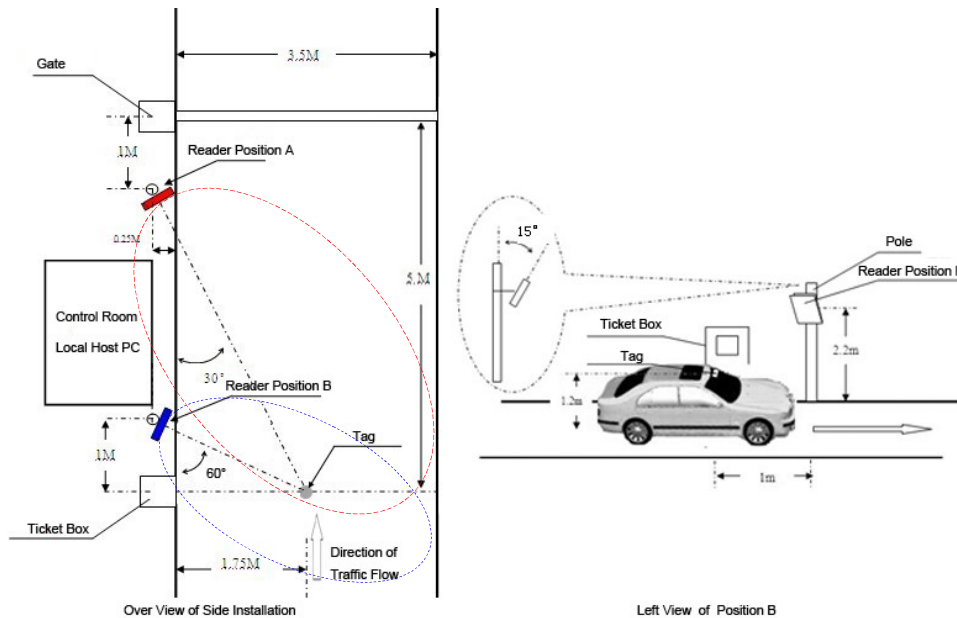 3.5M
Gate
1M
Reader Position A
0.25M
5.M
Control Room
Local Host PC
30°
Reader Position B
1M
60°
Tag
Ticket Box
1.75M
Direction of
Traffic Flow
Over View of Side Installation
15°
Pole
Reader Position
Ticket Box
Tag
2.2m
1.2m
1m
Left View of Position B